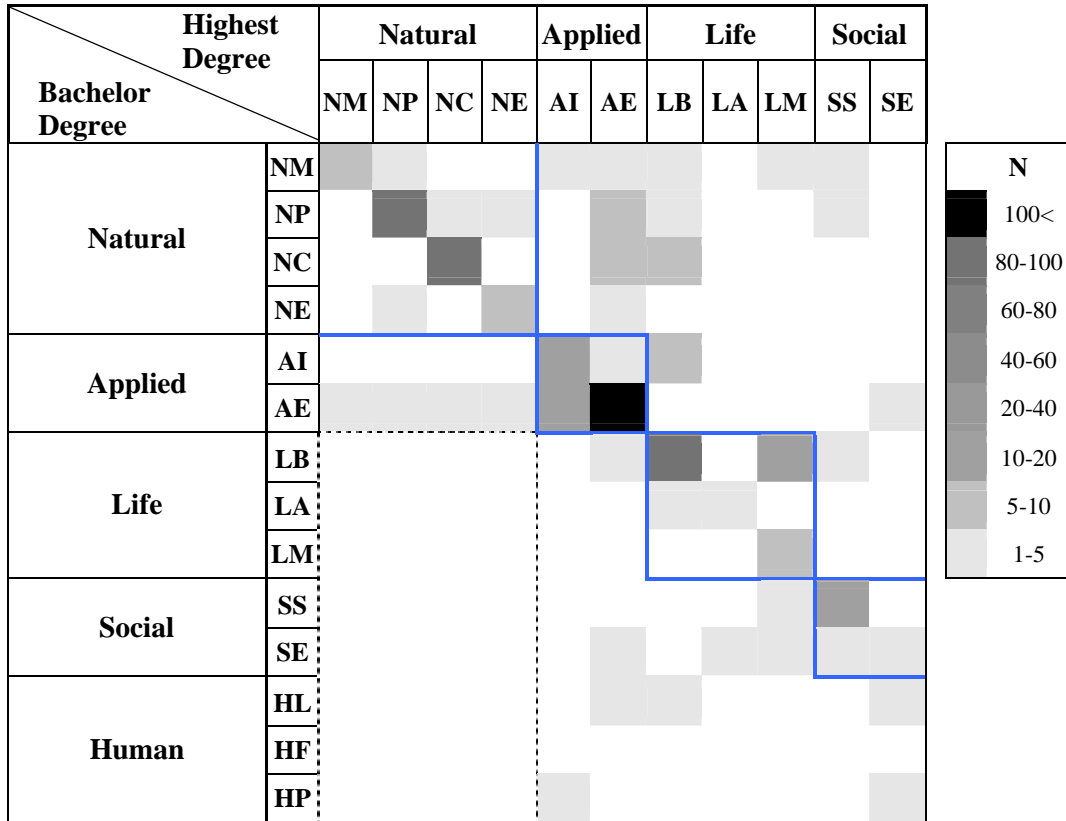 Highest
Degree
Bachelor
Degree
Natural Applied Life Social
NM NP NC NE AI AE LB LA LM SS SE
Natural
NM
NP
NC
NE
Applied
AI
AE
Life
LB
LA
LM
Social
SS
SE
Human
HL
HF
HP
N
100<
80-100
60-80
40-60
20-40
10-20
5-10
1-5